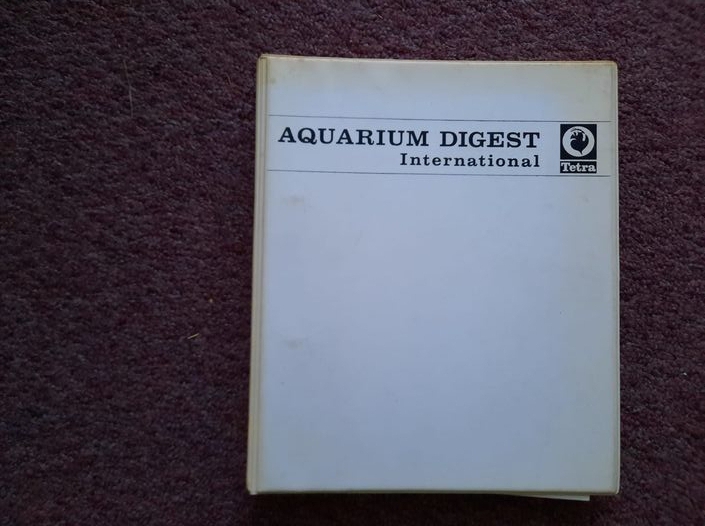 AQUARIUM DIGEST
International
Tetra